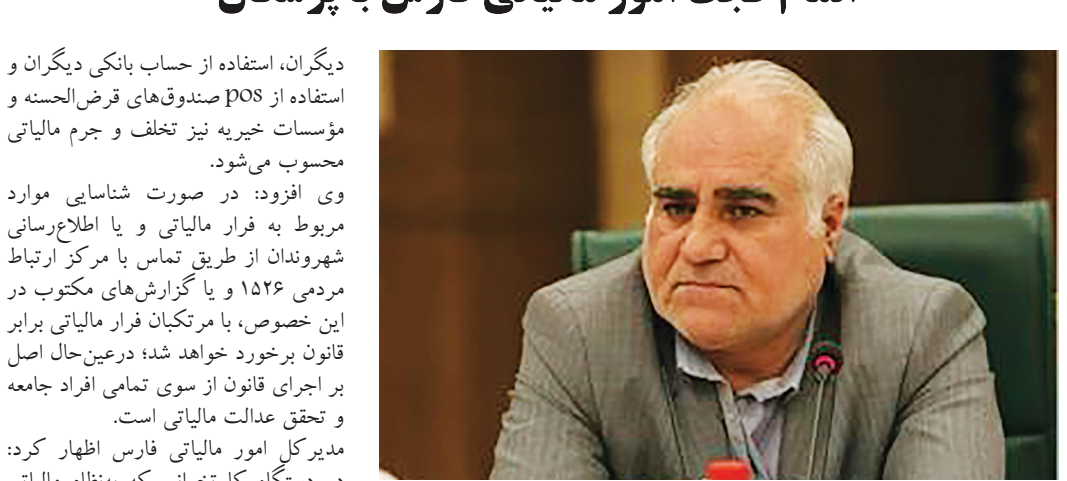 دیگران، استفاده از حساب بانکی دیگران و
استفاده از pos صندوق‌های قرض‌الحسنه و
مؤسسات خیریه نیز تخلف و جرم مالیاتی
محسوب می‌شود.
وی افزود: در صورت شناسایی موارد
مربوط به فرار مالیاتی و یا اطلاع‌رسانی
شهروندان از طریق تماس با مرکز ارتباط
مردمی ۱۵۲۶ و یا گزارش‌های مکتوب در
این خصوص، با مرتکبان فرار مالیاتی برابر
قانون برخورد خواهد شد؛ درعین‌حال اصل
بر اجرای قانون از سوی تمامی افراد جامعه
و تحقق عدالت مالیاتی است.
مدیرکل امور مالیاتی فارس اظهار کرد: